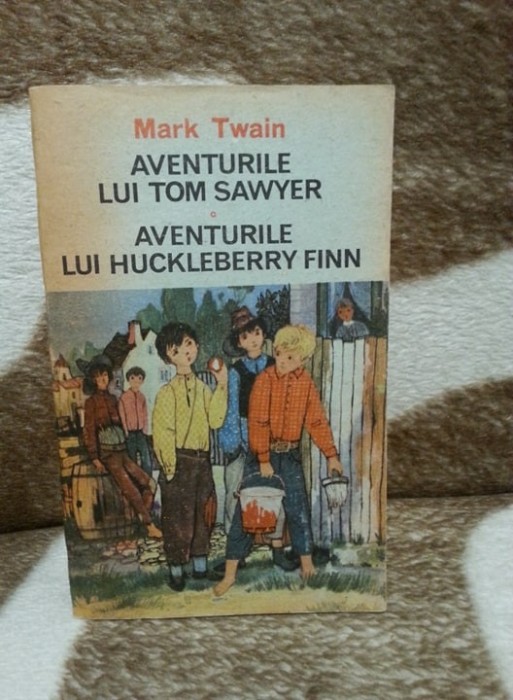 Mark Twain
AVENTURILE
LUI TOM SAWYER
AVENTURILE
LUI HUCKLEBERRY FINN